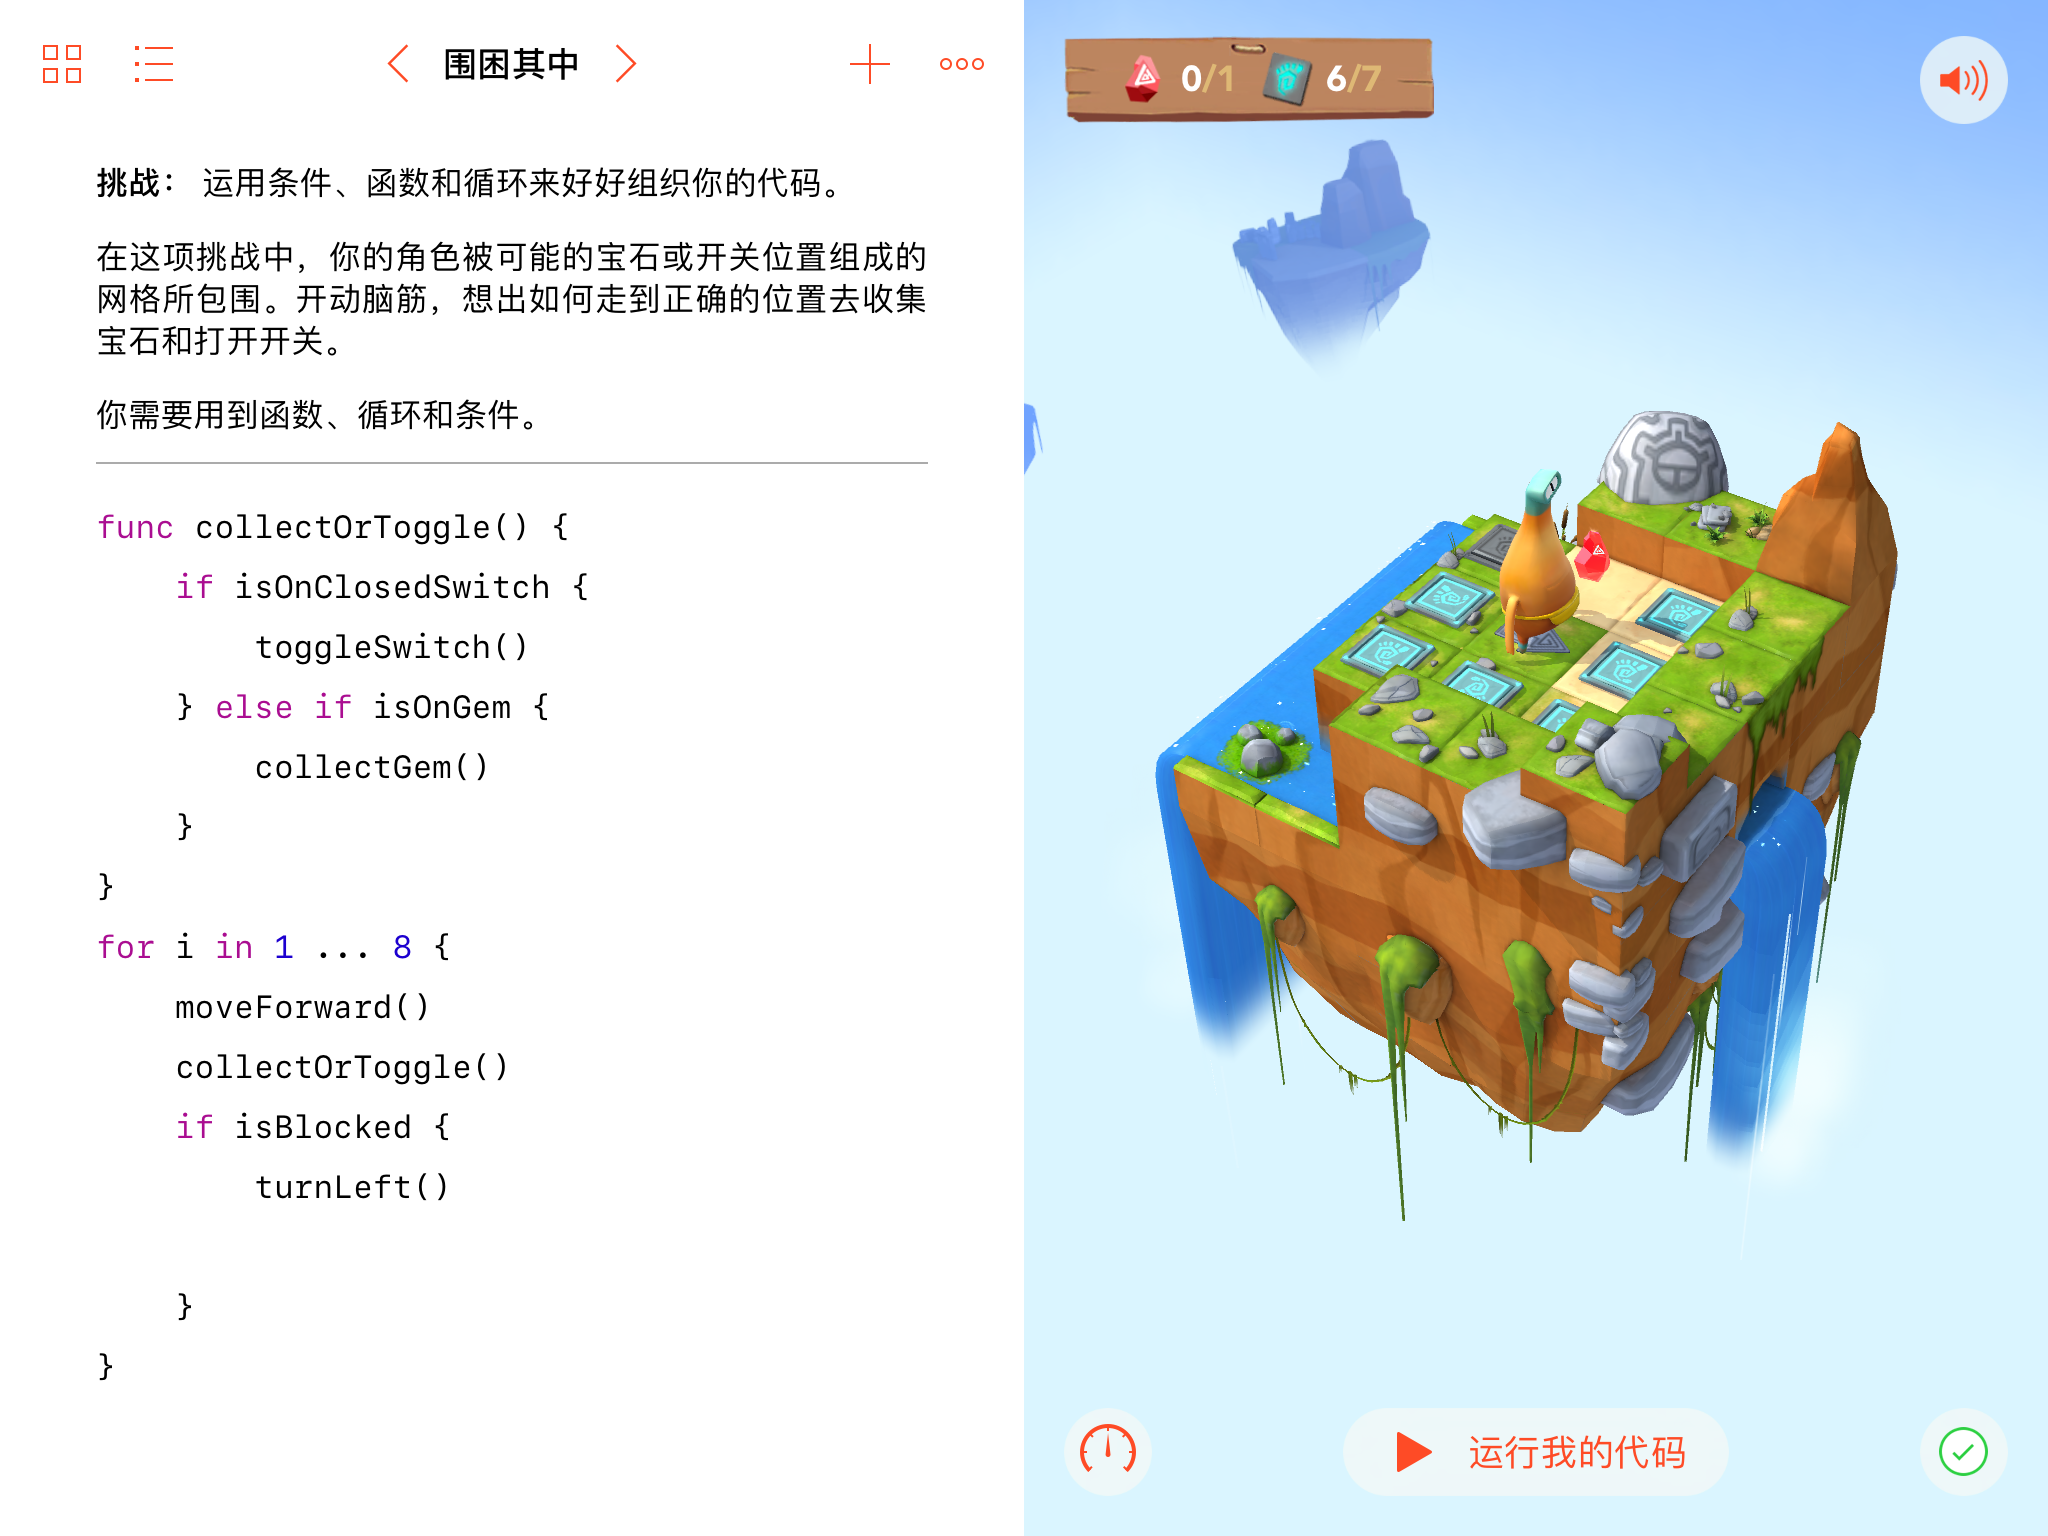 围困其中
挑战： 运用条件、函数和循环来好好组织你的代码。
在这项挑战中，你的角色被可能的宝石或开关位置组成的
网格所包围。开动脑筋，想出如何走到正确的位置去收集
宝石和打开开关。
你需要用到函数、循环和条件。
func collectOrToggle() {
    if isOnClosedSwitch {
        toggleSwitch()
    } else if isOnGem {
        collectGem()
    }
}
for i in 1 ... 8 {
    moveForward()
    collectOrToggle()
    if isBlocked {
        turnLeft()
    }
}
0/1 6/7
运行我的代码